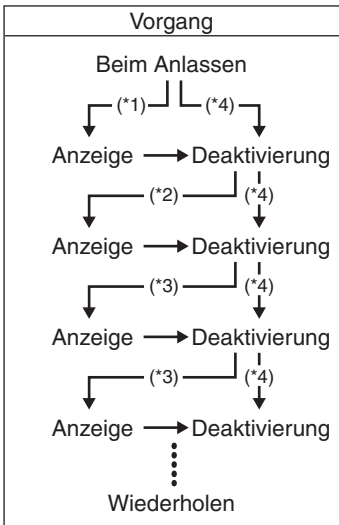 Vorgang
Beim Anlassen
(*1) (*4)
Anzeige Deaktivierung
(*2) (*4)
Anzeige Deaktivierung
(*3) (*4)
Anzeige Deaktivierung
(*3) (*4)
Anzeige Deaktivierung
Wiederholen